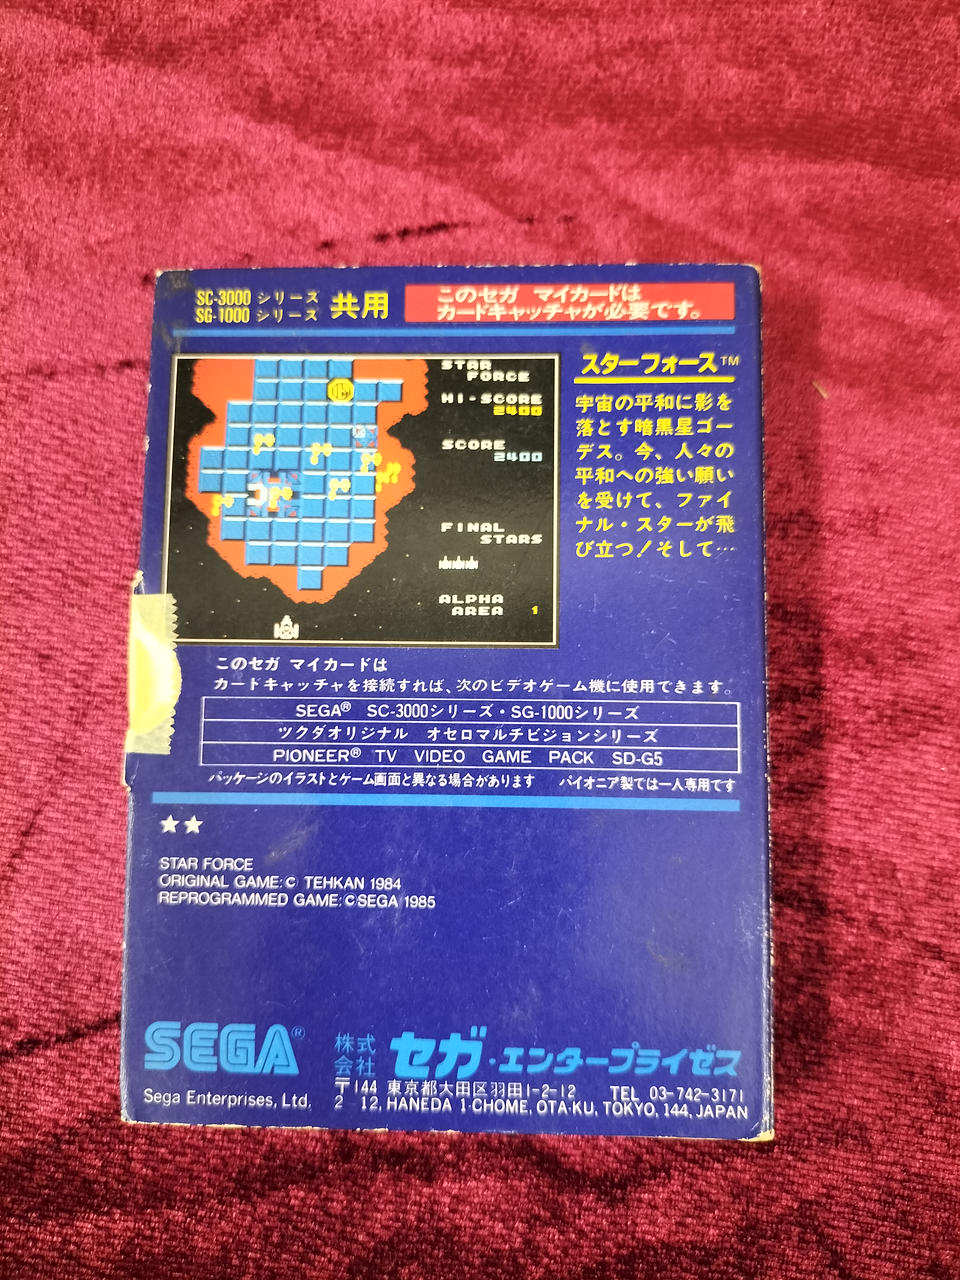 SC-3000 シリーズ
SG-1000 シリーズ
共用
このセガ マイカードは
カードキャッチャが必要です。
STAR
FORCE
HI-SCORE
2400
SCORE
2400
FINAL
STARS
ALPHA
AREA 1
スターフォース™
宇宙の平和に影を
落とす暗黒星ゴー
デス。今、人々の
平和への強い願い
を受けて、ファイ
ナル・スターが飛
び立つ!そして…
このセガ マイカードは
カードキャッチャを接続すれば、次のビデオゲーム機に使用できます。
SEGA® SC-3000シリーズ・SG-1000シリーズ
ツクダオリジナル オセロマルチビジョンシリーズ
PIONEER® TV VIDEO GAME PACK SD-G5
パッケージのイラストとゲーム画面と異なる場合があります パイオニア製では一人専用です
★★
STAR FORCE
ORIGINAL GAME: © TEHKAN 1984
REPROGRAMMED GAME: © SEGA 1985
SEGA®
Sega Enterprises, Ltd.
株式会社 セガ・エンタープライゼス
〒144 東京都大田区羽田1-2-12 TEL 03-742-3171
2-12, HANEDA 1-CHOME, OTA-KU, TOKYO, 144, JAPAN